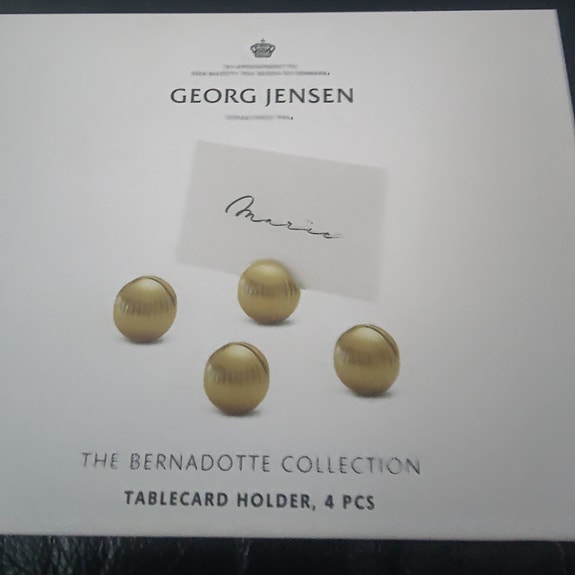 GEORG JENSEN
Marie
THE BERNADOTTE COLLECTION
TABLECARD HOLDER, 4 PCS